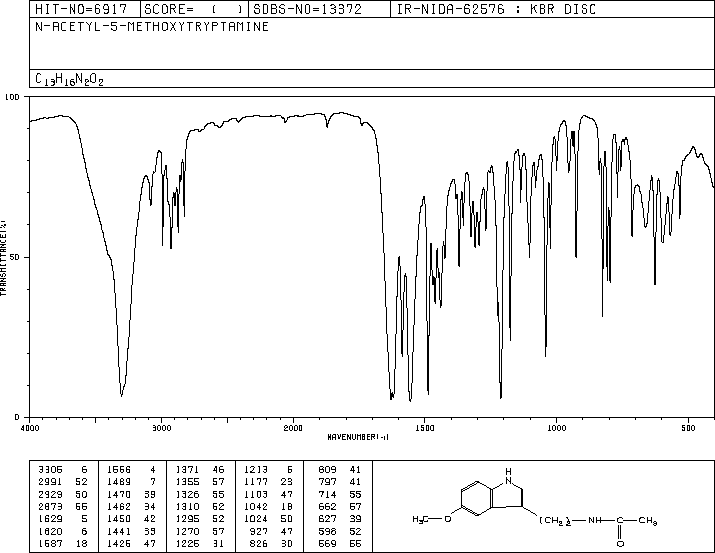 HIT-NO=6917 SCORE= ( ) SDBS-NO=13372 IR-NIDA-62576 : KBR DISC
N-ACETYL-5-METHOXYTRYPTAMINE
C13H16N2O2
100
50
0
TRANSMITTANCE(%)
4000 3000 2000 1500 1000 500
WAVENUMBER(-1)
3305 6 1556 4 1371 46 1213 5 809 41
2991 52 1489 7 1355 57 1177 23 797 41
2929 50 1470 39 1326 55 1103 47 714 55
2873 55 1462 34 1310 52 1042 18 662 57
1629 5 1450 42 1295 52 1024 50 627 39
1620 6 1441 33 1270 57 927 47 598 52
1587 18 1425 47 1225 31 826 30 569 55
H
N
H3C O (CH2)2 NH C CH3
O